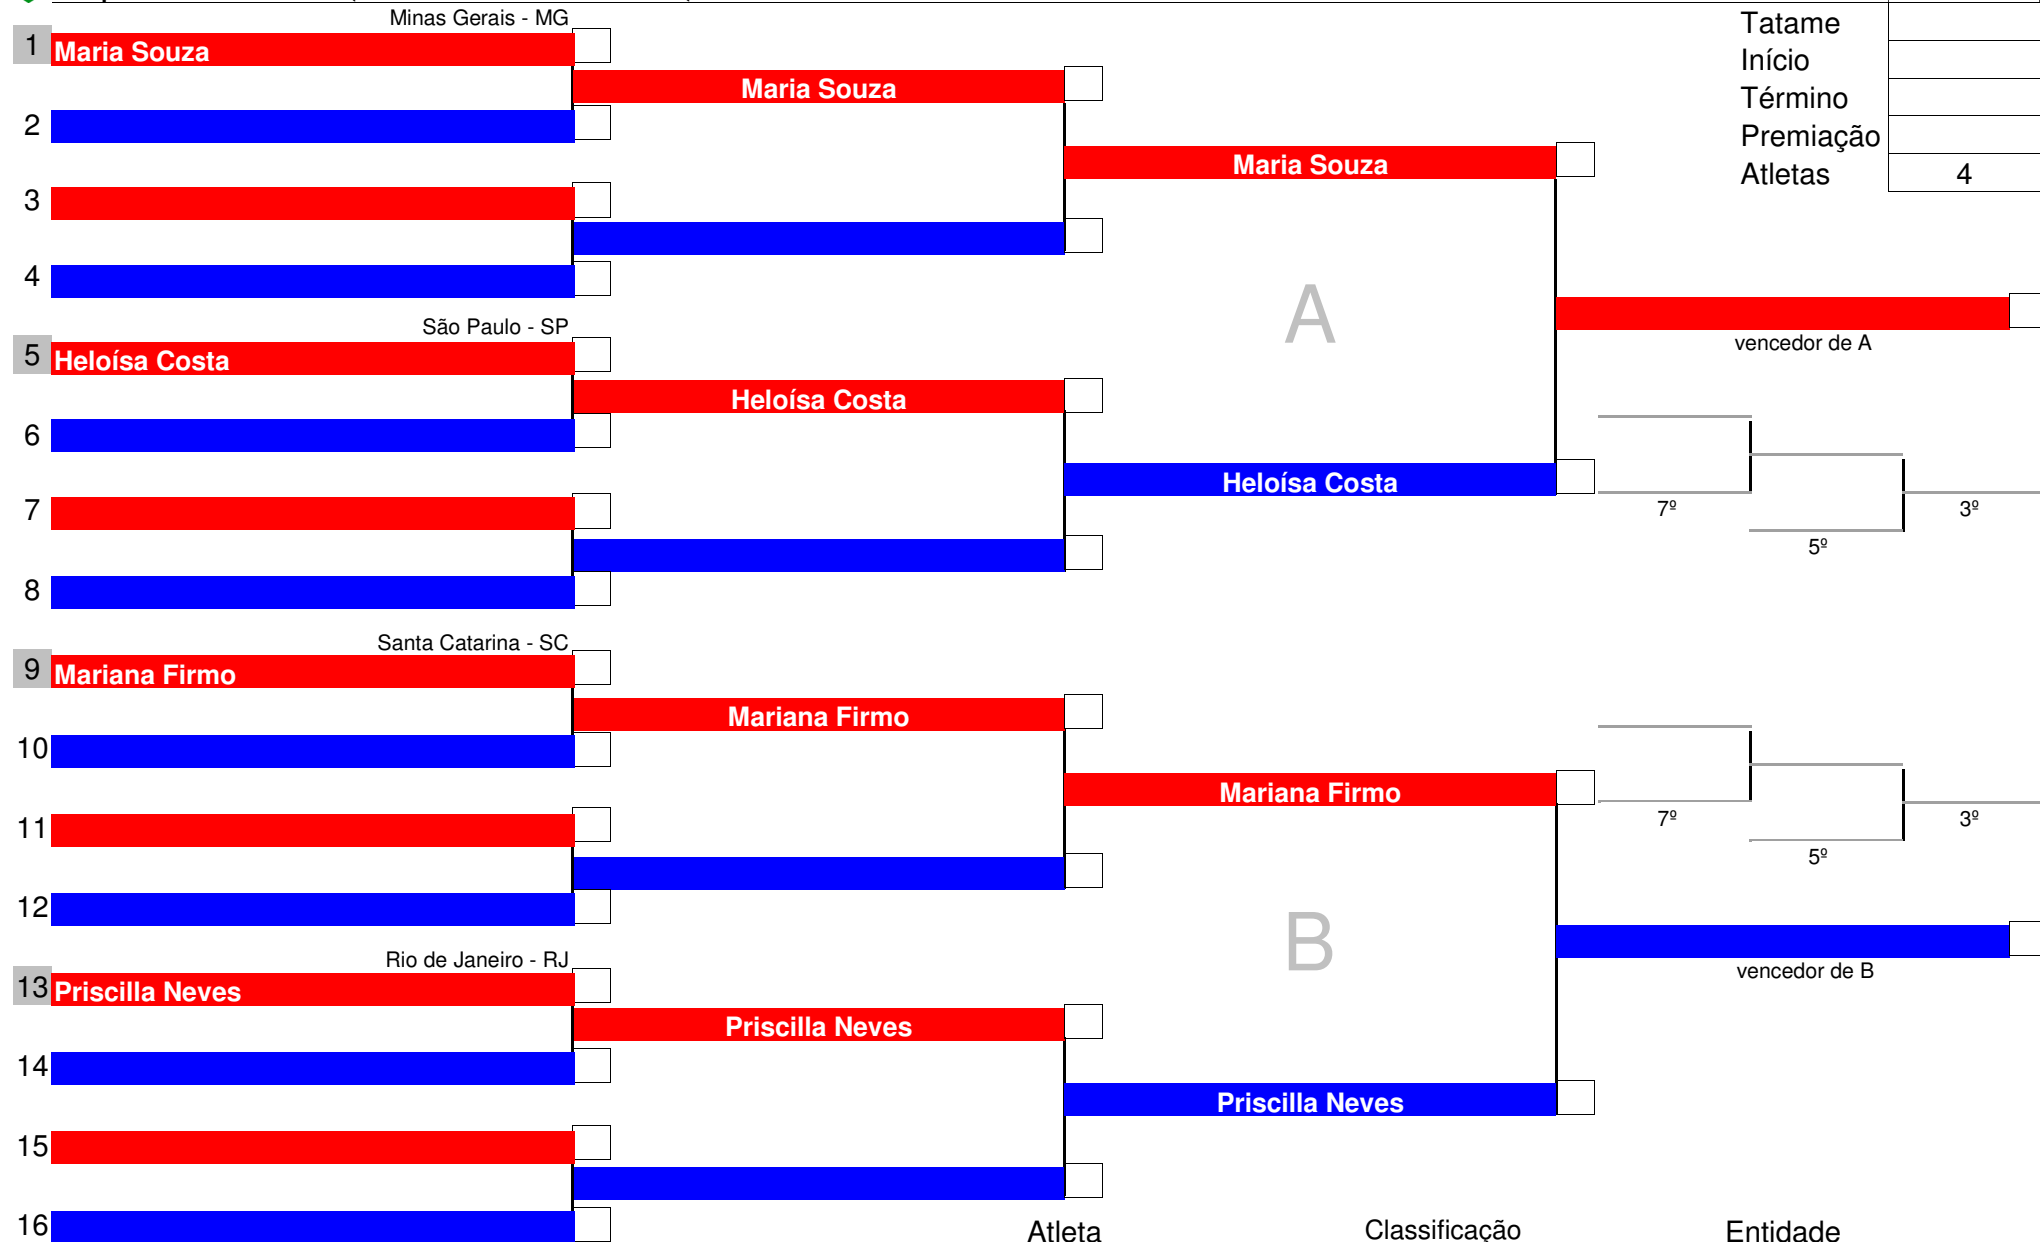 Minas Gerais - MG
1 Maria Souza
Maria Souza
2
Maria Souza
3
4
Tatame
Início
Término
Premiação
Atletas 4
A
vencedor de A
São Paulo - SP
5 Heloísa Costa
Heloísa Costa
6
Heloísa Costa
7
8
7º
5º
3º
Santa Catarina - SC
9 Mariana Firmo
Mariana Firmo
10
Mariana Firmo
11
12
7º
5º
3º
B
vencedor de B
Rio de Janeiro - RJ
13 Priscilla Neves
Priscilla Neves
14
Priscilla Neves
15
16
Atleta Classificação Entidade